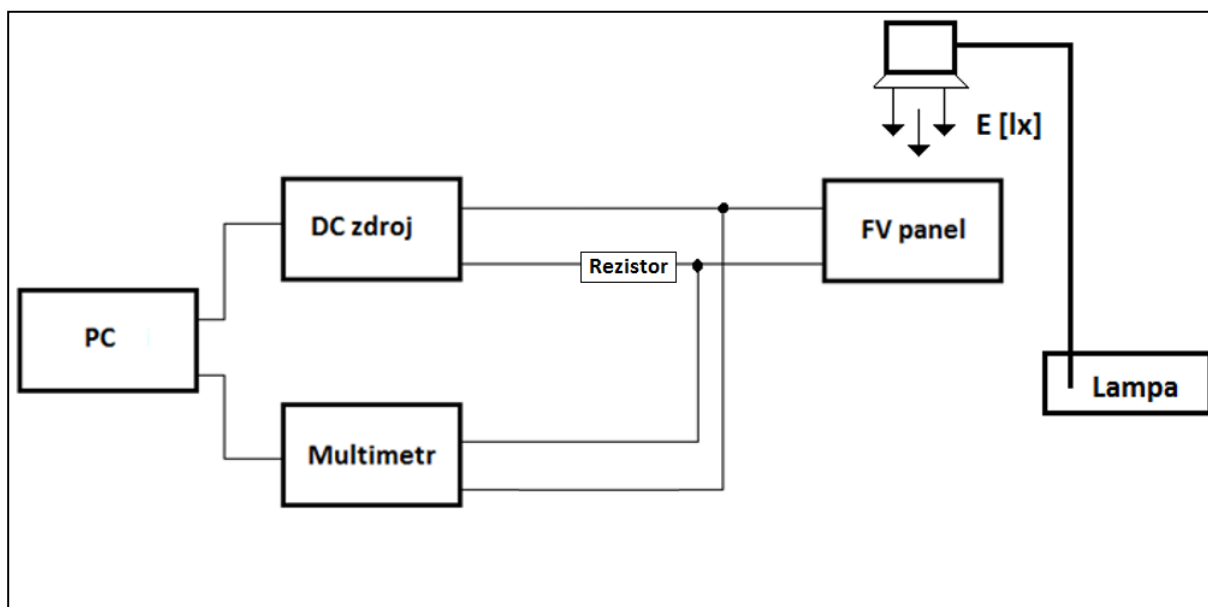 E [lx]
DC zdroj
FV panel
Rezistor
PC
Lampa
Multimetr